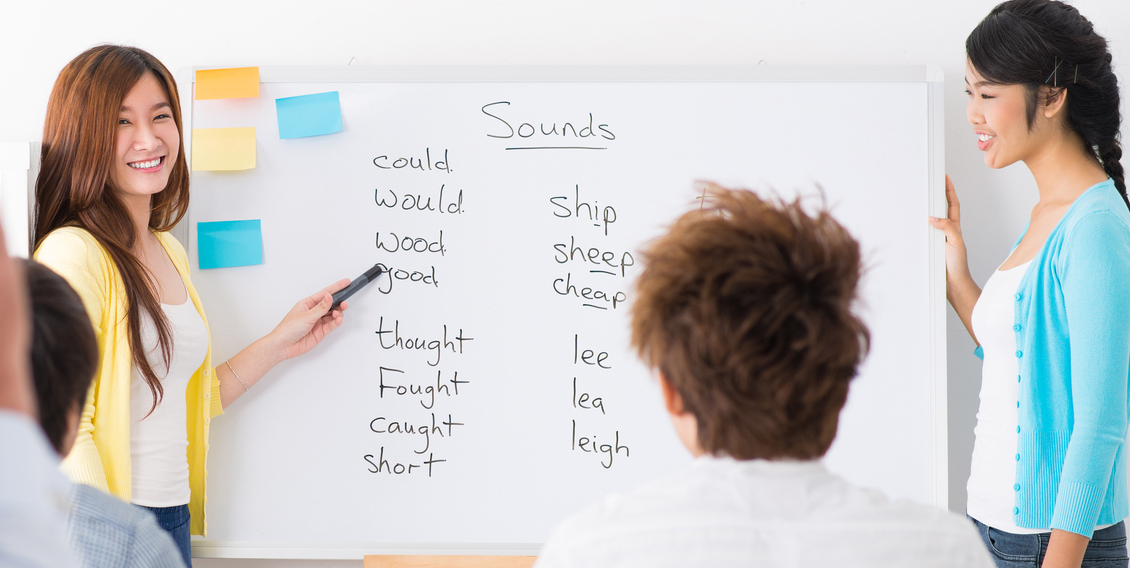 Sounds
could.
would.
wood.
good
thought
Fought
caught
short
ship
sheep
cheap
lee
lea
leigh